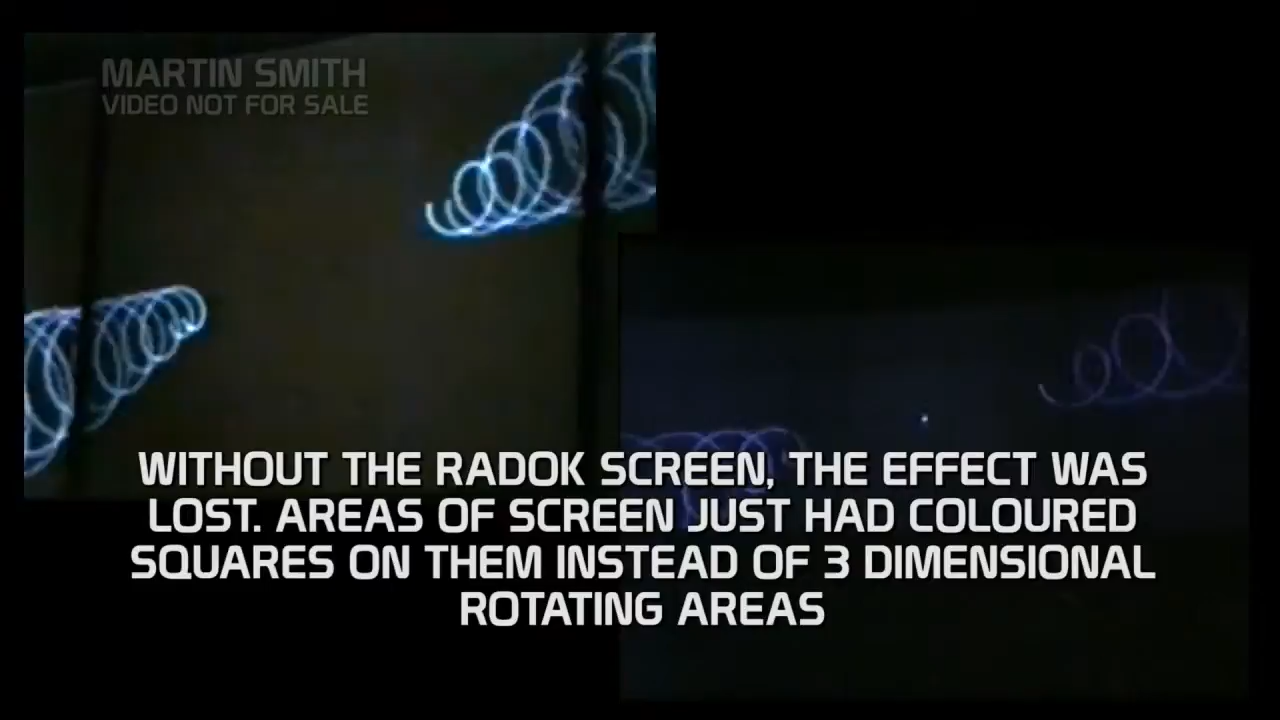 MARTIN SMITH
VIDEO NOT FOR SALE
WITHOUT THE RADOK SCREEN, THE EFFECT WAS
LOST. AREAS OF SCREEN JUST HAD COLOURED
SQUARES ON THEM INSTEAD OF 3 DIMENSIONAL
ROTATING AREAS